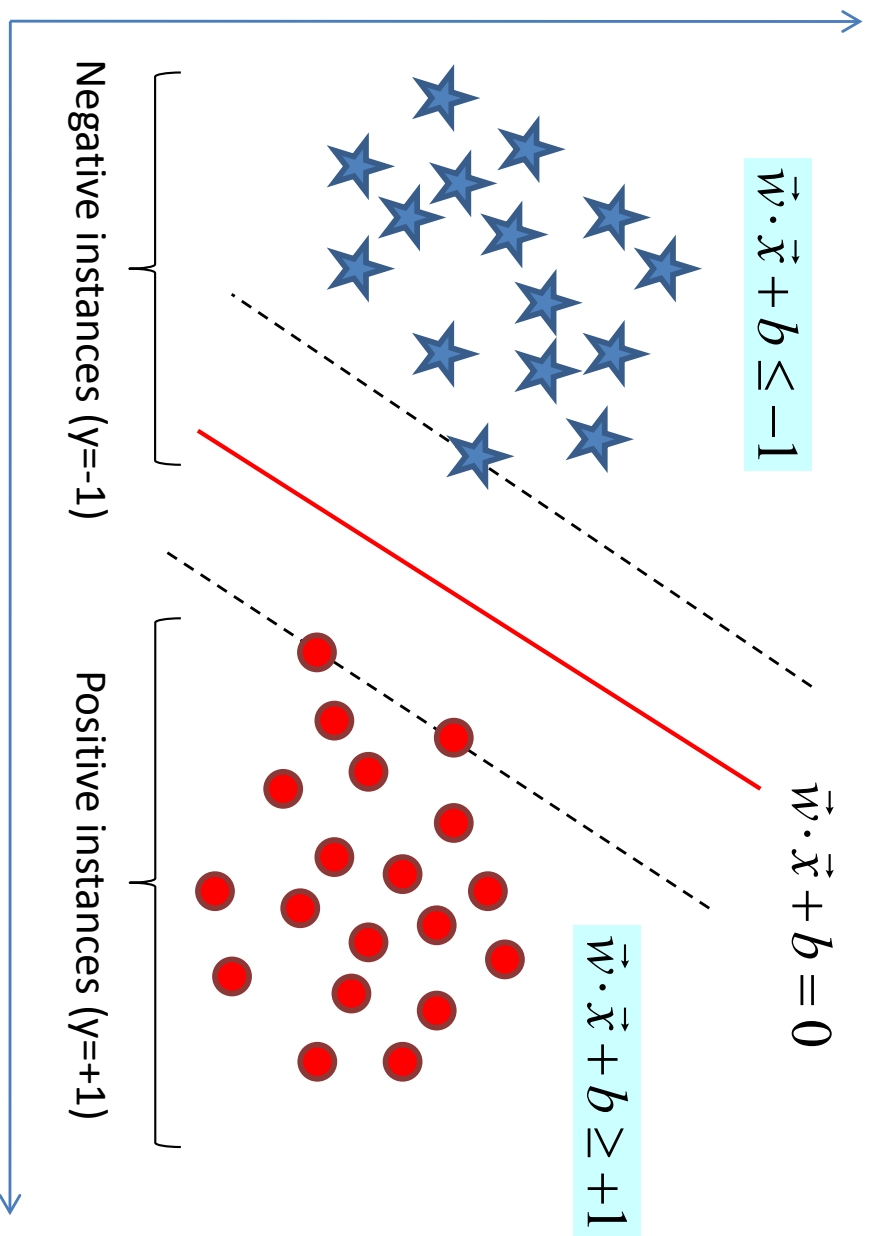 w⃗ · x⃗ + b = 0
w⃗ · x⃗ + b ≤ −1
w⃗ · x⃗ + b ≥ +1
Negative instances (y=-1)
Positive instances (y=+1)